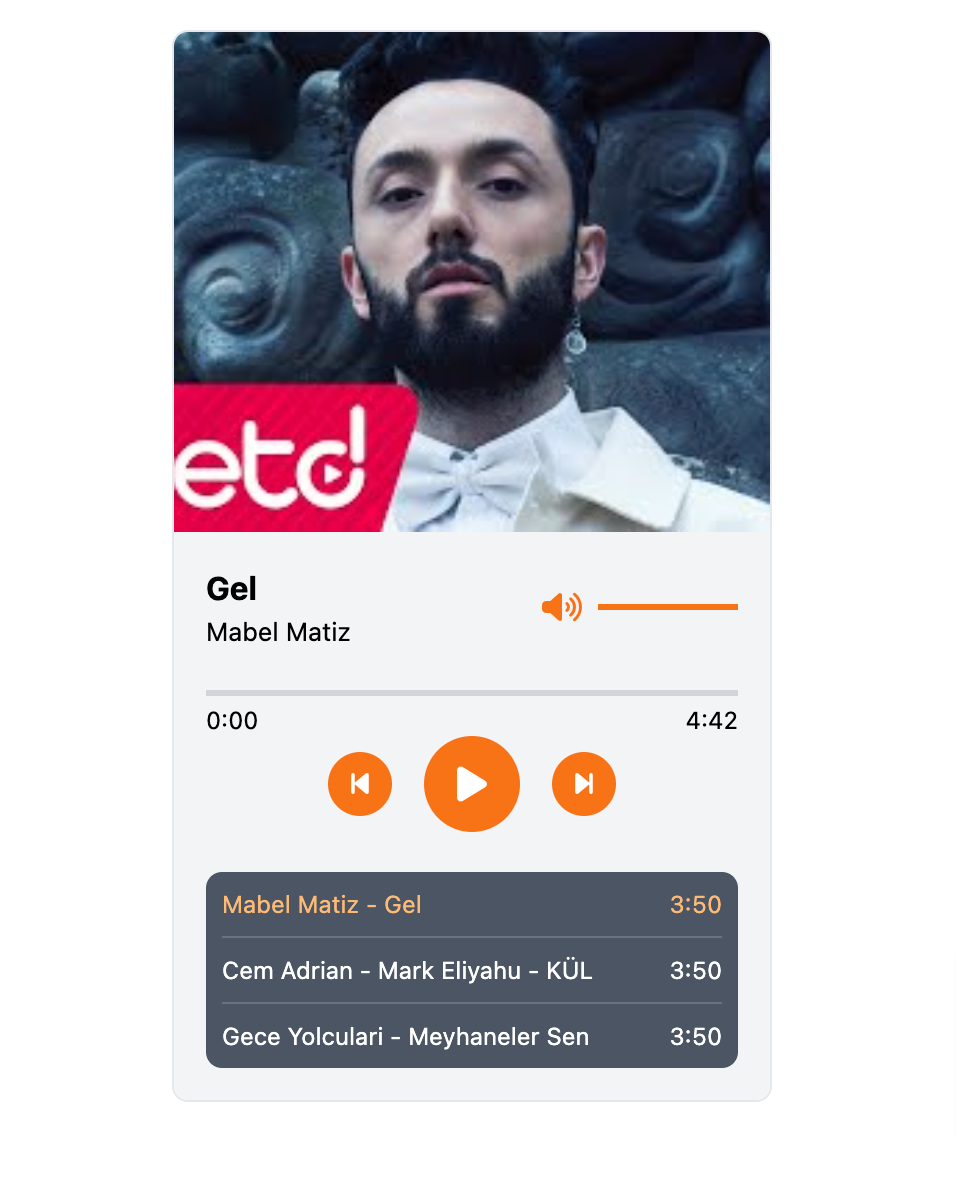 etd!
Gel
Mabel Matiz
0:00 4:42
Mabel Matiz - Gel 3:50
Cem Adrian - Mark Eliyahu - KÜL 3:50
Gece Yolculari - Meyhaneler Sen 3:50